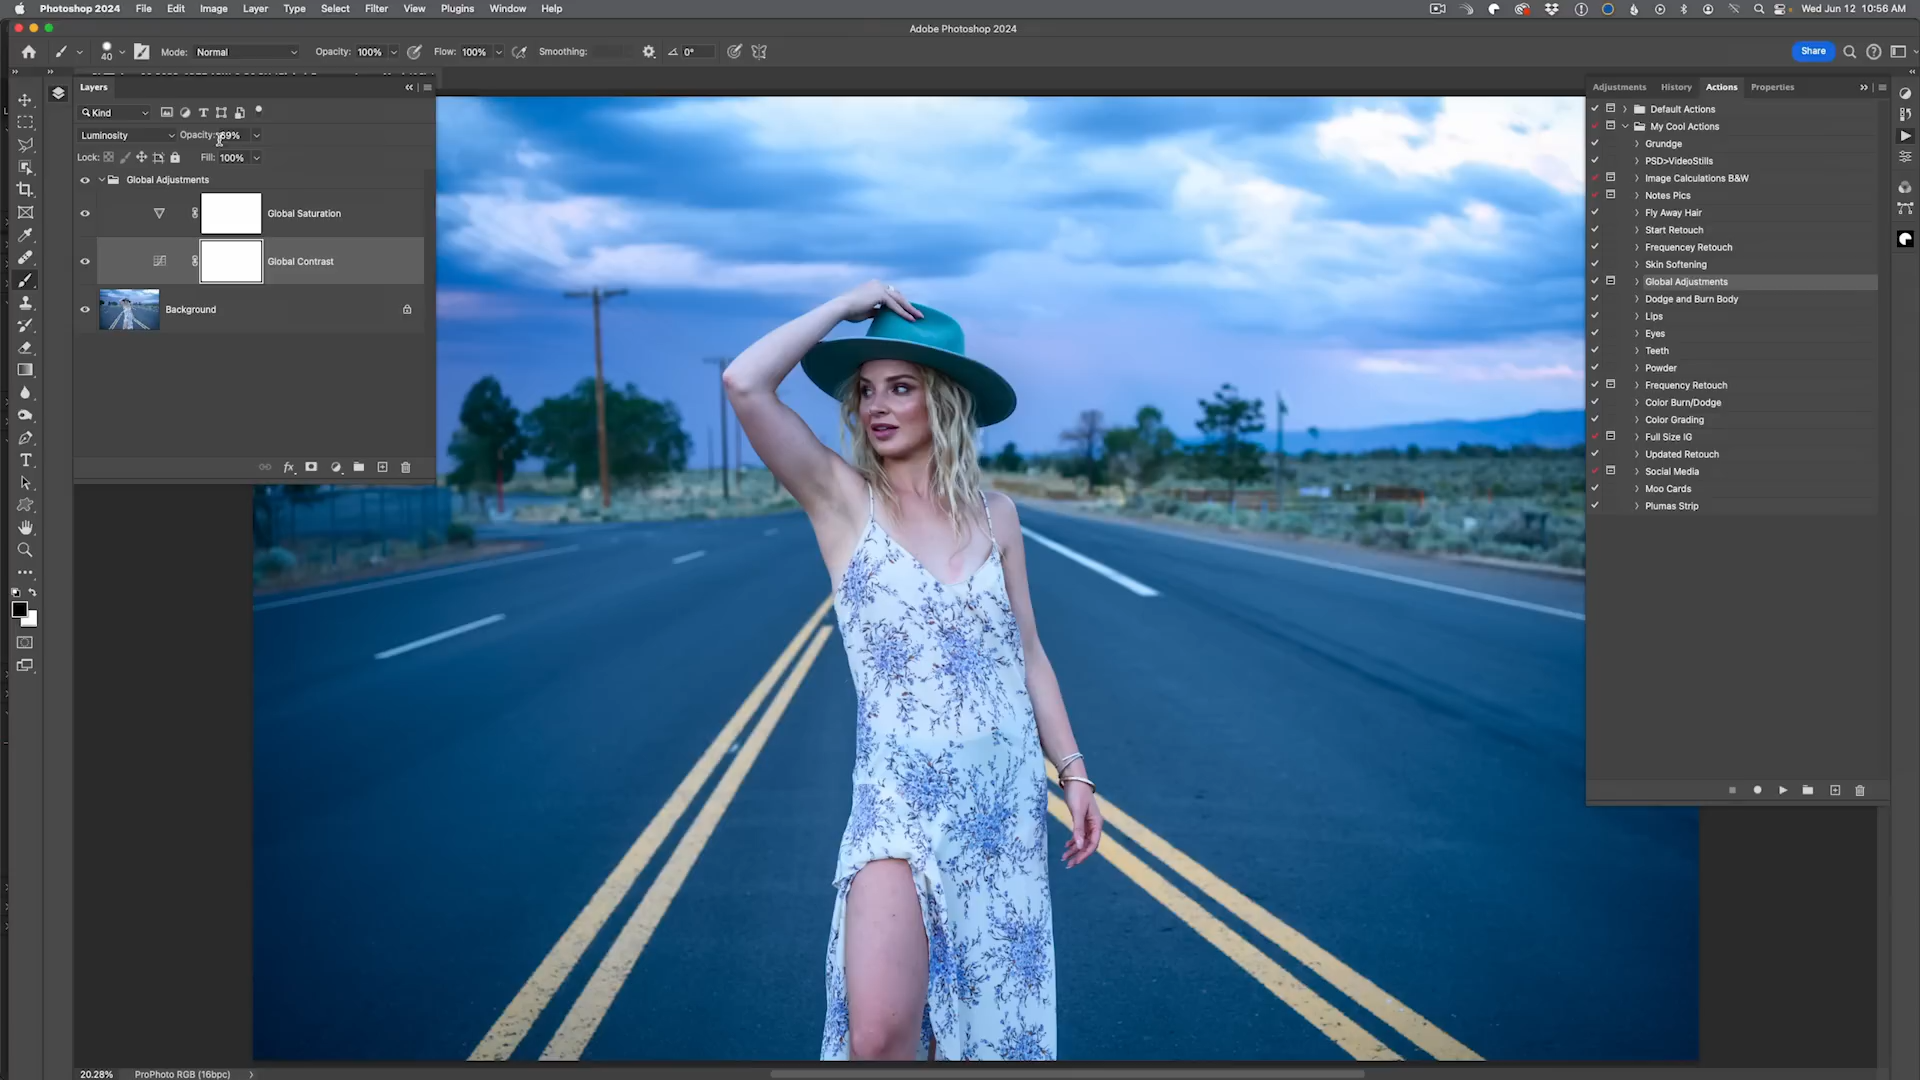 Photoshop 2024 File Edit Image Layer Type Select Filter View Plugins Window Help Wed Jun 12 10:56 AM
Adobe Photoshop 2024
40 Mode: Normal Opacity: 100% Flow: 100% Smoothing: 0° Share
Layers
Kind
Luminosity Opacity: 69%
Lock: Fill: 100%
Global Adjustments
Global Saturation
Global Contrast
Background
fx
Adjustments History Actions Properties
Default Actions
My Cool Actions
Grundge
PSD>VideoStills
Image Calculations B&W
Notes Pics
Fly Away Hair
Start Retouch
Frequencey Retouch
Skin Softening
Global Adjustments
Dodge and Burn Body
Lips
Eyes
Teeth
Powder
Frequency Retouch
Color Burn/Dodge
Color Grading
Full Size IG
Updated Retouch
Social Media
Moo Cards
Plumas Strip
20.28% ProPhoto RGB (16bpc)